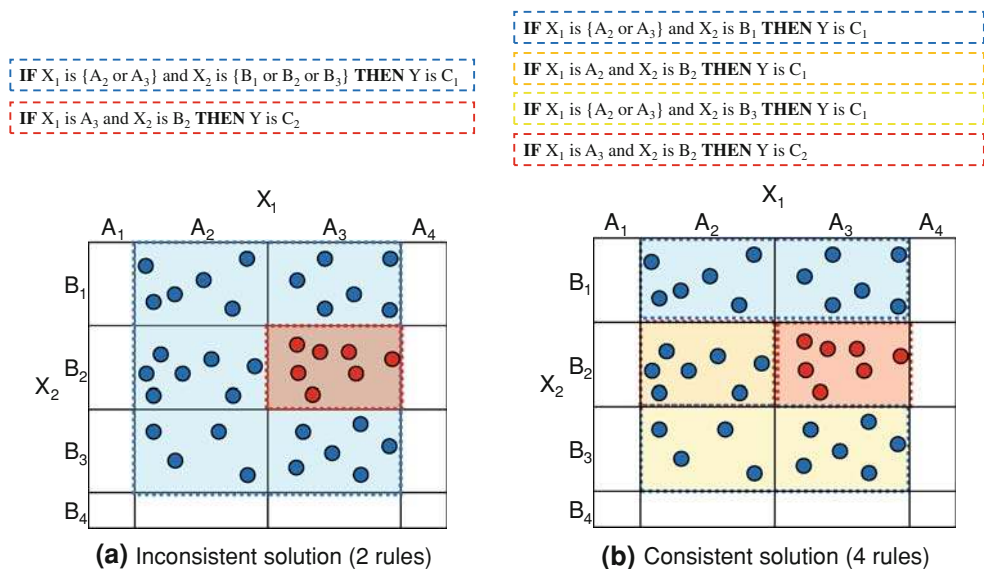 IF X₁ is {A₂ or A₃} and X₂ is {B₁ or B₂ or B₃} THEN Y is C₁
IF X₁ is A₃ and X₂ is B₂ THEN Y is C₂
X₁
A₁ A₂ A₃ A₄
B₁
B₂
X₂
B₃
B₄
(a) Inconsistent solution (2 rules)
IF X₁ is {A₂ or A₃} and X₂ is B₁ THEN Y is C₁
IF X₁ is A₂ and X₂ is B₂ THEN Y is C₁
IF X₁ is {A₂ or A₃} and X₂ is B₃ THEN Y is C₁
IF X₁ is A₃ and X₂ is B₂ THEN Y is C₂
X₁
A₁ A₂ A₃ A₄
B₁
B₂
X₂
B₃
B₄
(b) Consistent solution (4 rules)